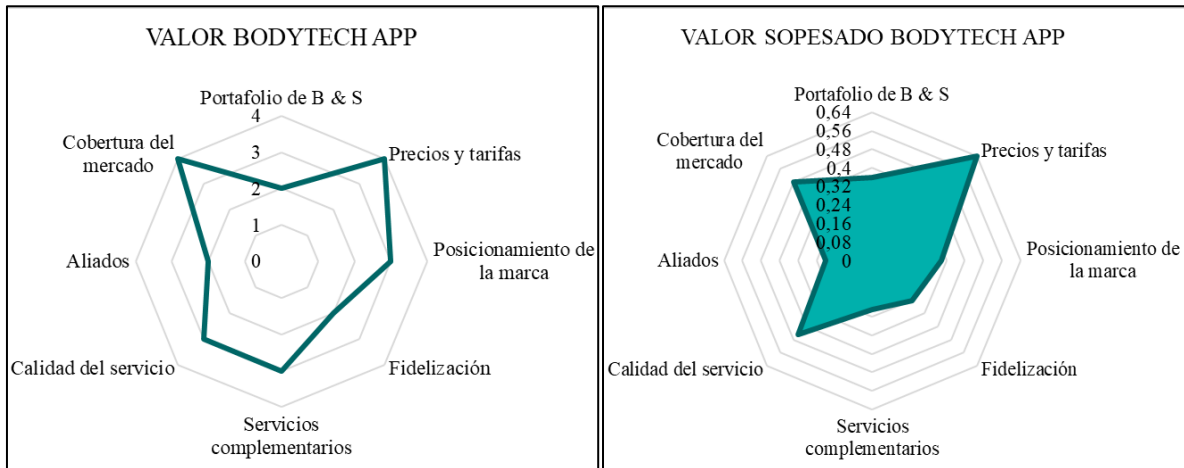 VALOR BODYTECH APP
Portafolio de B & S
4
Cobertura del
mercado
3
Precios y tarifas
2
1
Aliados
0
Posicionamiento de
la marca
Calidad del servicio
Fidelización
Servicios
complementarios
VALOR SOPESADO BODYTECH APP
Portafolio de B & S
0,64
0,56
Cobertura del
mercado
0,48
Precios y tarifas
0,4
0,32
0,24
0,16
0,08
Aliados
0
Posicionamiento de
la marca
Calidad del servicio
Fidelización
Servicios
complementarios